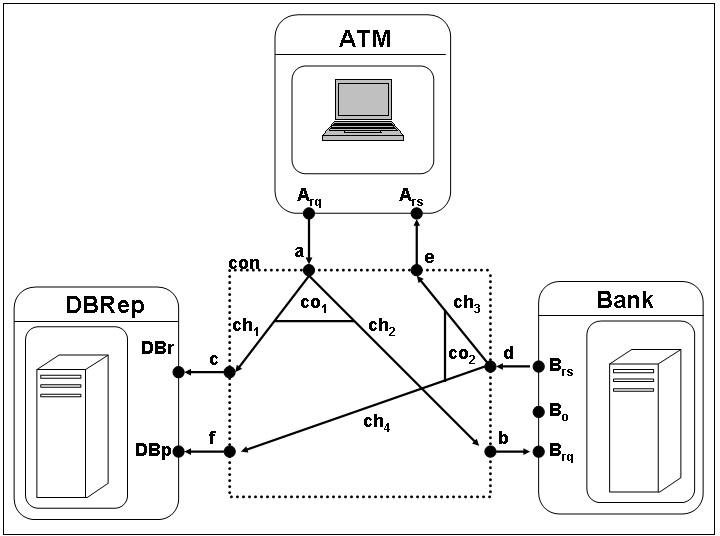 ATM
Arq
Ars
a
e
con
DBRep
Bank
co1
ch1
ch2
ch3
co2
DBr
c
d
Brs
Bo
ch4
DBp
f
b
Brq